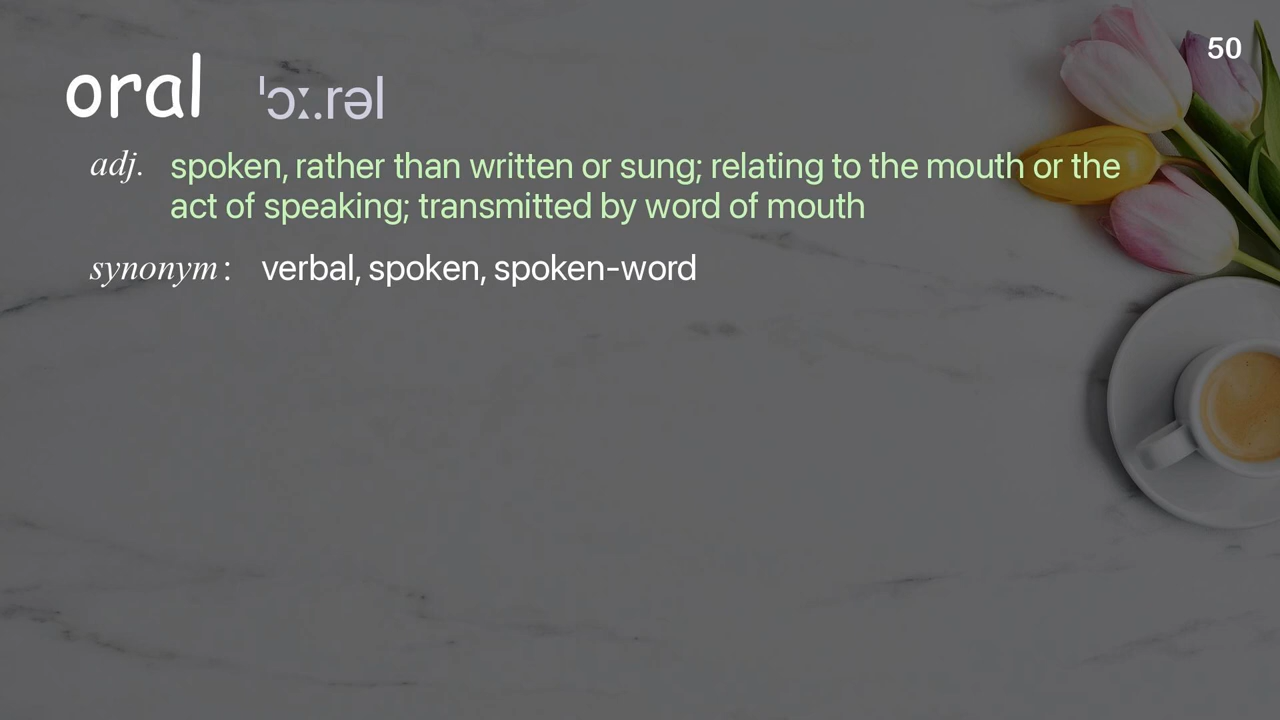 50
oral ˈɔː.rəl
adj. spoken, rather than written or sung; relating to the mouth or the
act of speaking; transmitted by word of mouth
synonym : verbal, spoken, spoken-word